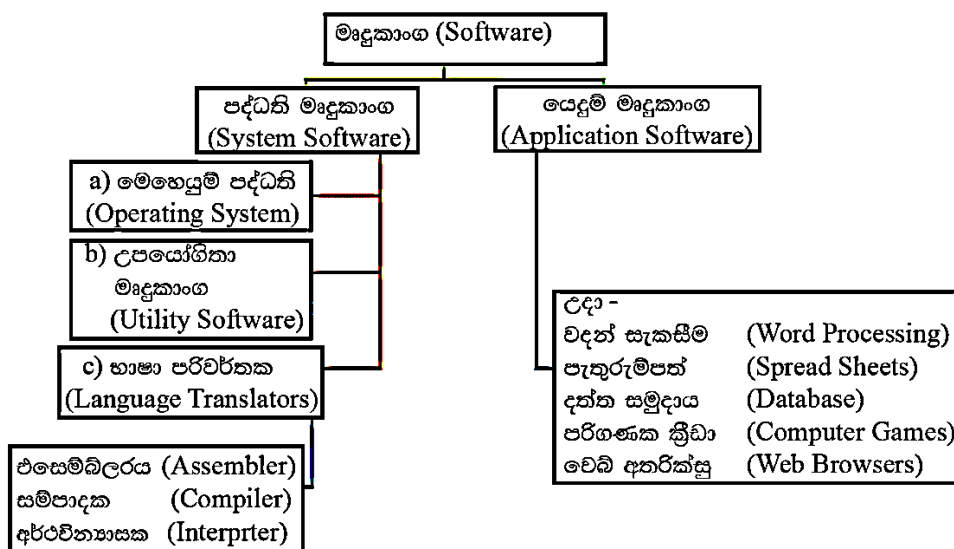 මෘදුකාංග (Software)
පද්ධති මෘදුකාංග
(System Software)
යෙදුම් මෘදුකාංග
(Application Software)
a) මෙහෙයුම් පද්ධති
(Operating System)
b) උපයෝගිතා
මෘදුකාංග
(Utility Software)
c) භාෂා පරිවර්තක
(Language Translators)
එසෙම්බ්ලරය (Assembler)
සම්පාදක (Compiler)
අර්ථවින්‍යාසක (Interprter)
උදා -
වදන් සැකසීම (Word Processing)
පැතුරුම්පත් (Spread Sheets)
දත්ත සමුදාය (Database)
පරිගණක ක්‍රීඩා (Computer Games)
වෙබ් අතරික්සු (Web Browsers)